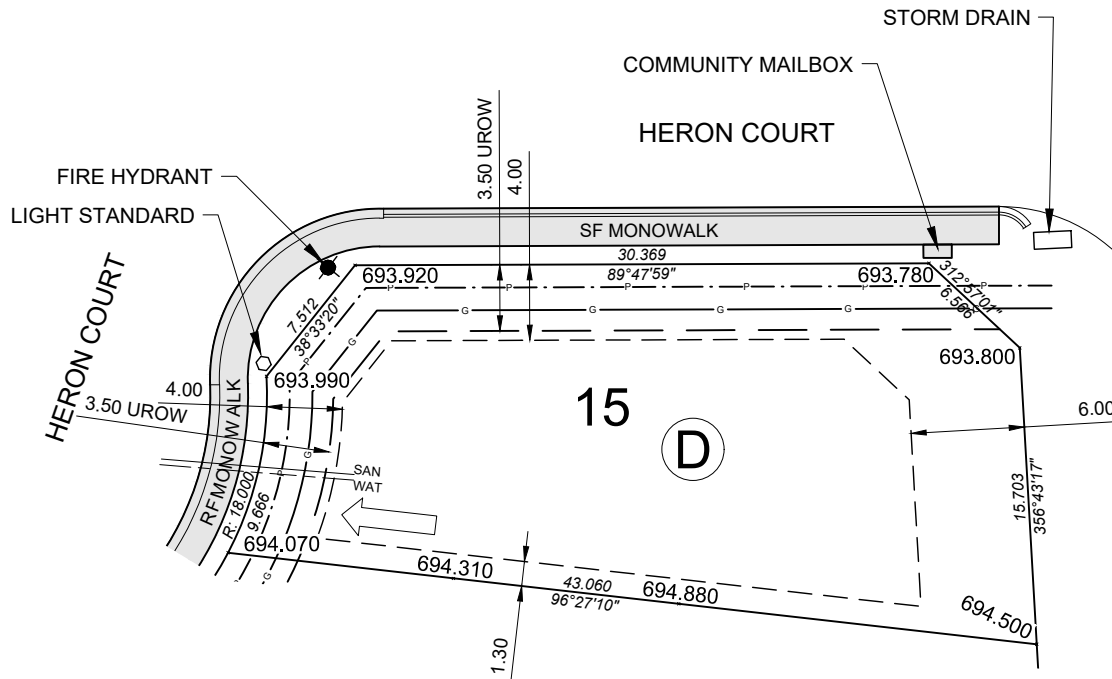 STORM DRAIN
COMMUNITY MAILBOX
HERON COURT
3.50 UROW
4.00
FIRE HYDRANT
LIGHT STANDARD
SF MONOWALK
30.369
89°47'59"
693.920
693.780
312°57'01"
6.566
P
P
P
P
P
G
G
G
G
7.512
38°33'20"
P
G
HERON COURT
693.990
693.800
4.00
3.50 UROW
6.00
15
D
RFMONOWALK
R: 18.000
9.666
G
P
SAN
WAT
15.703
356°43'17"
694.070
694.310
43.060
96°27'10"
694.880
694.500
P
G
1.30